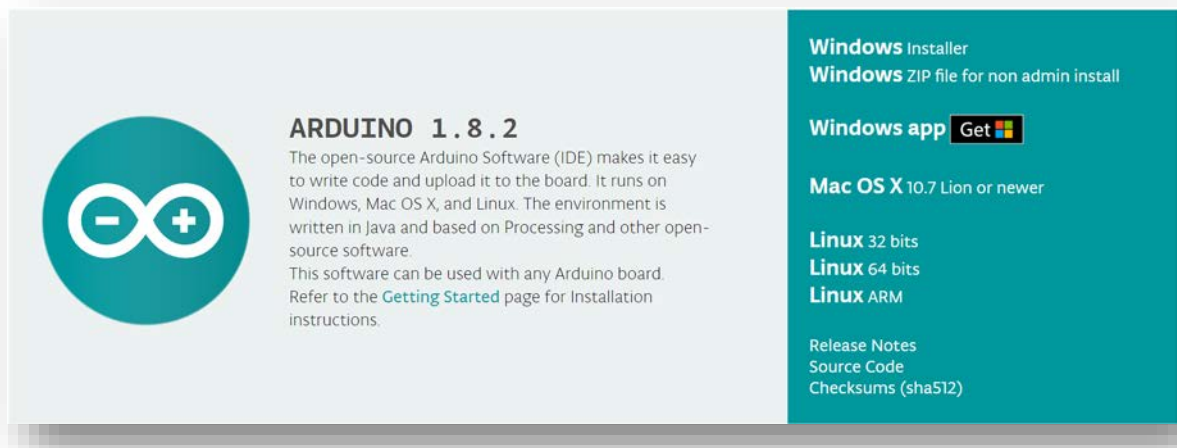 ARDUINO 1.8.2
The open-source Arduino Software (IDE) makes it easy
to write code and upload it to the board. It runs on
Windows, Mac OS X, and Linux. The environment is
written in Java and based on Processing and other open-
source software.
This software can be used with any Arduino board.
Refer to the Getting Started page for Installation
instructions.
Windows Installer
Windows ZIP file for non admin install
Windows app Get
Mac OS X 10.7 Lion or newer
Linux 32 bits
Linux 64 bits
Linux ARM
Release Notes
Source Code
Checksums (sha512)